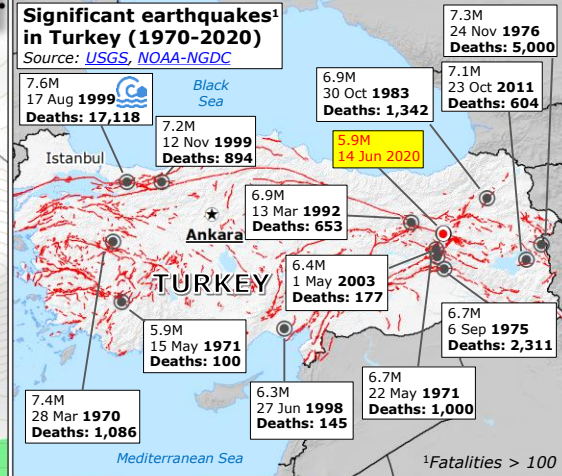 Significant earthquakes¹
in Turkey (1970-2020)
Source: USGS, NOAA-NGDC
7.3M
24 Nov 1976
Deaths: 5,000
7.6M
17 Aug 1999
Deaths: 17,118
Black
Sea
6.9M
30 Oct 1983
Deaths: 1,342
7.1M
23 Oct 2011
Deaths: 604
7.2M
12 Nov 1999
Deaths: 894
5.9M
14 Jun 2020
Istanbul
6.9M
13 Mar 1992
Deaths: 653
Ankara
TURKEY
6.4M
1 May 2003
Deaths: 177
5.9M
15 May 1971
Deaths: 100
6.7M
6 Sep 1975
Deaths: 2,311
7.4M
28 Mar 1970
Deaths: 1,086
6.3M
27 Jun 1998
Deaths: 145
6.7M
22 May 1971
Deaths: 1,000
Mediterranean Sea
¹Fatalities > 100